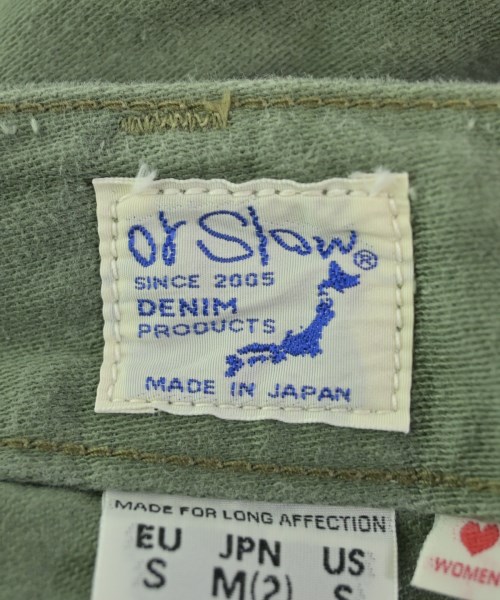 or Slow®
SINCE 2005
DENIM
PRODUCTS
MADE IN JAPAN
MADE FOR LONG AFFECTION
EU JPN US
S M(2) S
WOMEN